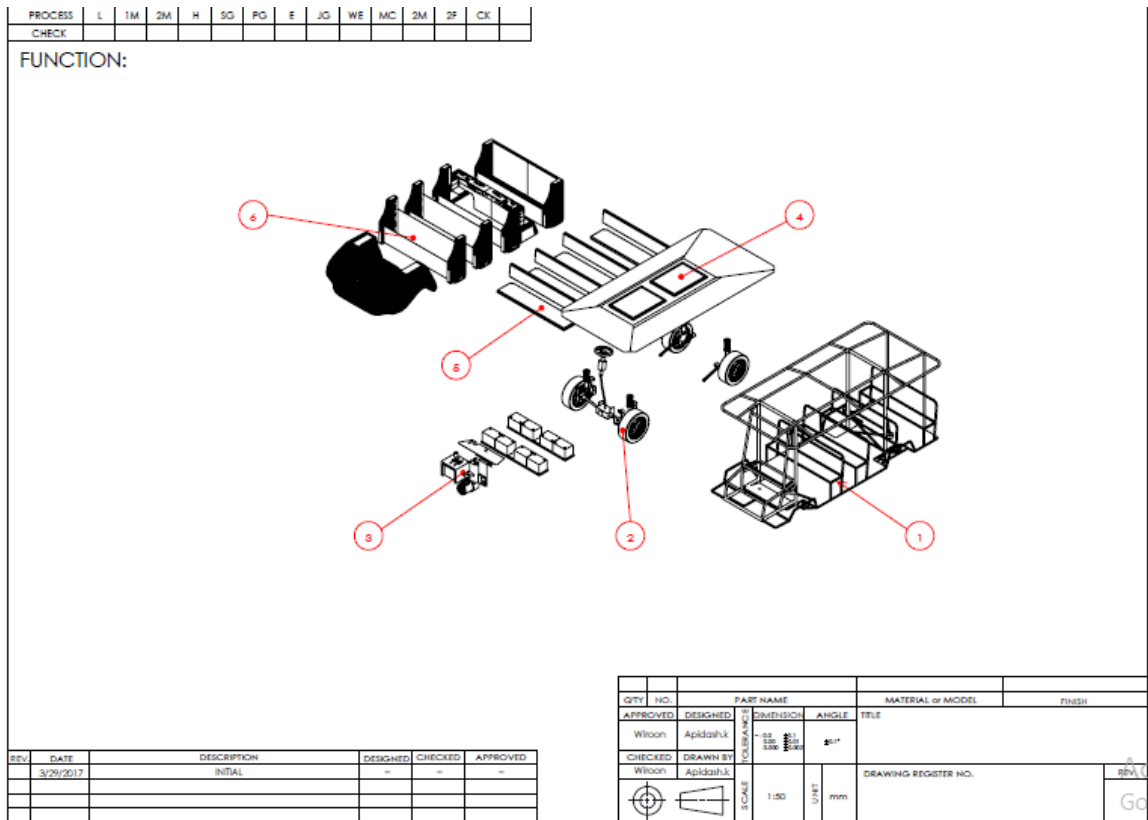 PROCESS L 1M 2M H SG PG E JG WE MC 2M 2F CK
CHECK
FUNCTION:
6
4
5
3
2
1
QTY NO. PART NAME MATERIAL or MODEL FINISH
APPROVED DESIGNED TOLERANCE DIMENSION ANGLE TITLE
Wiroon Apidash.k
CHECKED DRAWN BY
Wiroon Apidash.k
SCALE 1:50 UNIT mm DRAWING REGISTER NO. REV.
REV. DATE DESCRIPTION DESIGNED CHECKED APPROVED
3/29/2017 INITIAL ~ ~ ~
Go